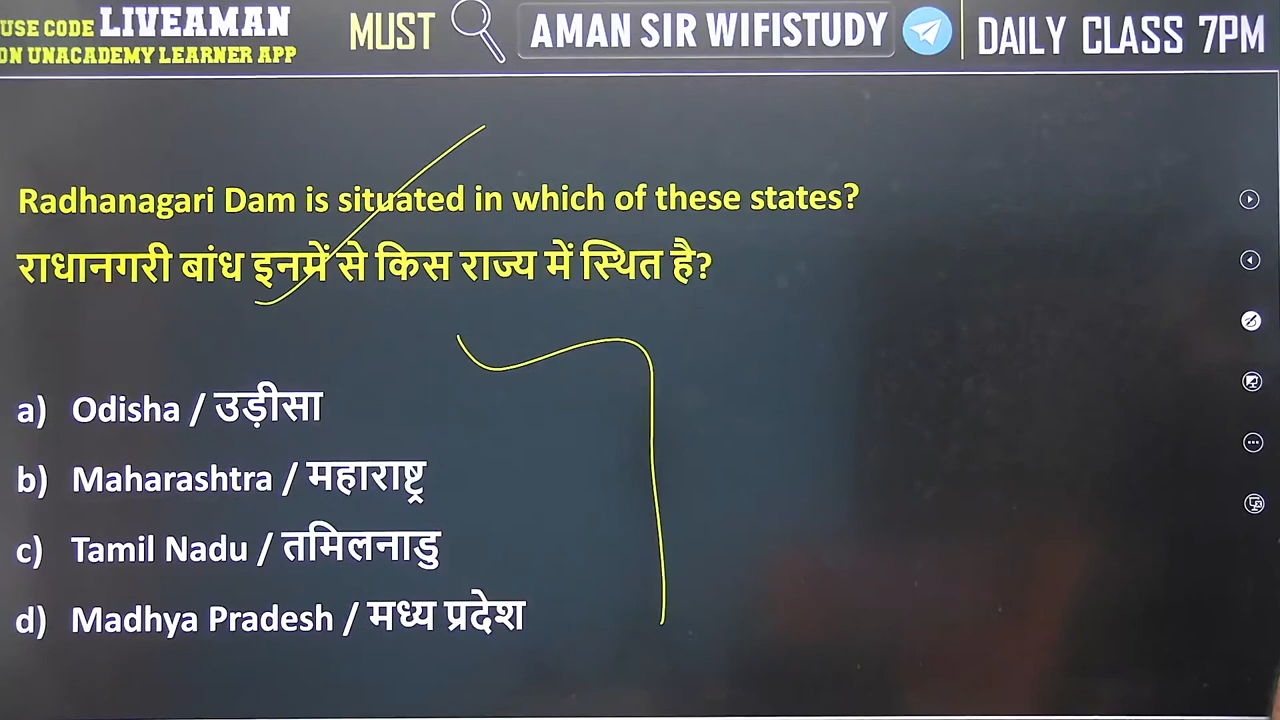 USE CODE LIVEAMAN
ON UNACADEMY LEARNER APP
MUST
AMAN SIR WIFISTUDY
DAILY CLASS 7PM
Radhanagari Dam is situated in which of these states?
राधानगरी बांध इनमें से किस राज्य में स्थित है?
a) Odisha / उड़ीसा
b) Maharashtra / महाराष्ट्र
c) Tamil Nadu / तमिलनाडु
d) Madhya Pradesh / मध्य प्रदेश